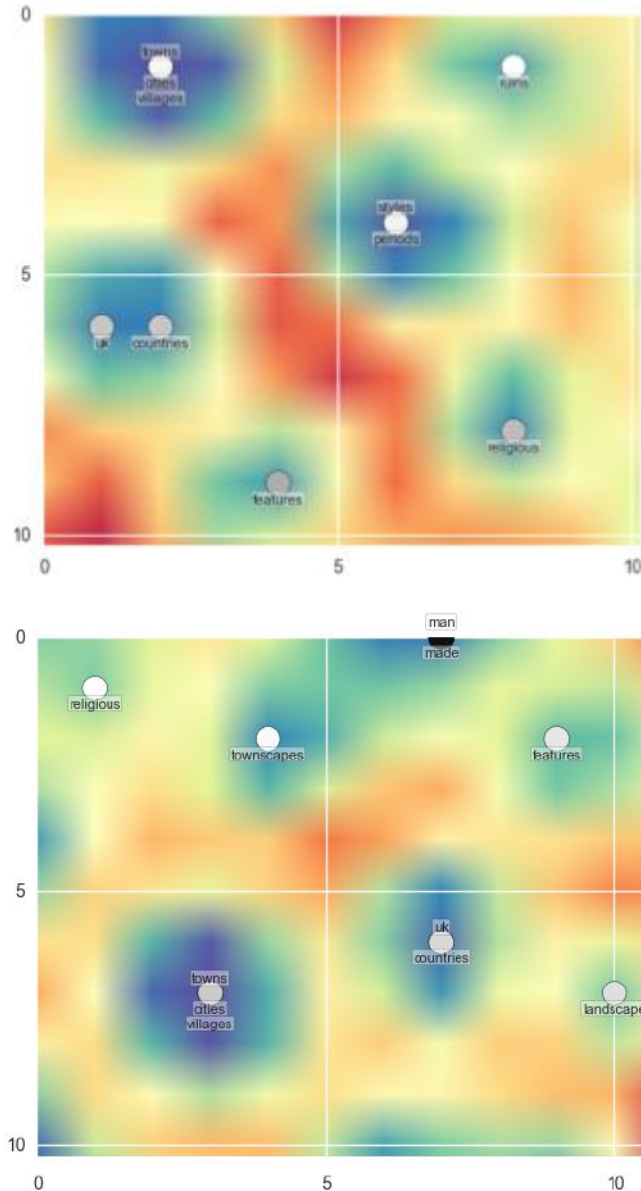 0
towns
cities
villages
ruins
styles
periods
5
uk countries
religious
features
10
0 5 10
man
0
made
religious
townscapes features
5
uk
countries
towns
cities
villages
landscape
10
0 5 10